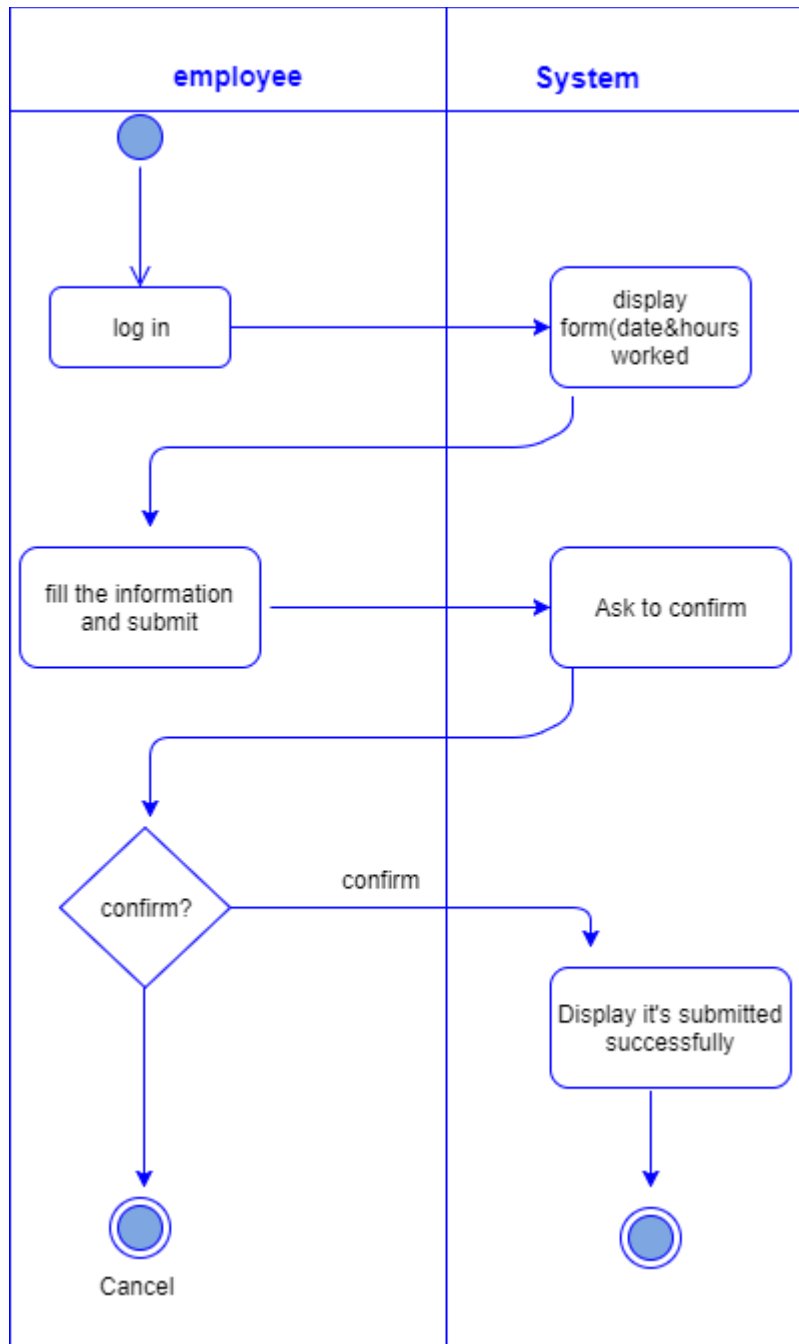 employee
System
log in
display
form(date&hours
worked
fill the information
and submit
Ask to confirm
confirm?
confirm
Display it's submitted
successfully
Cancel